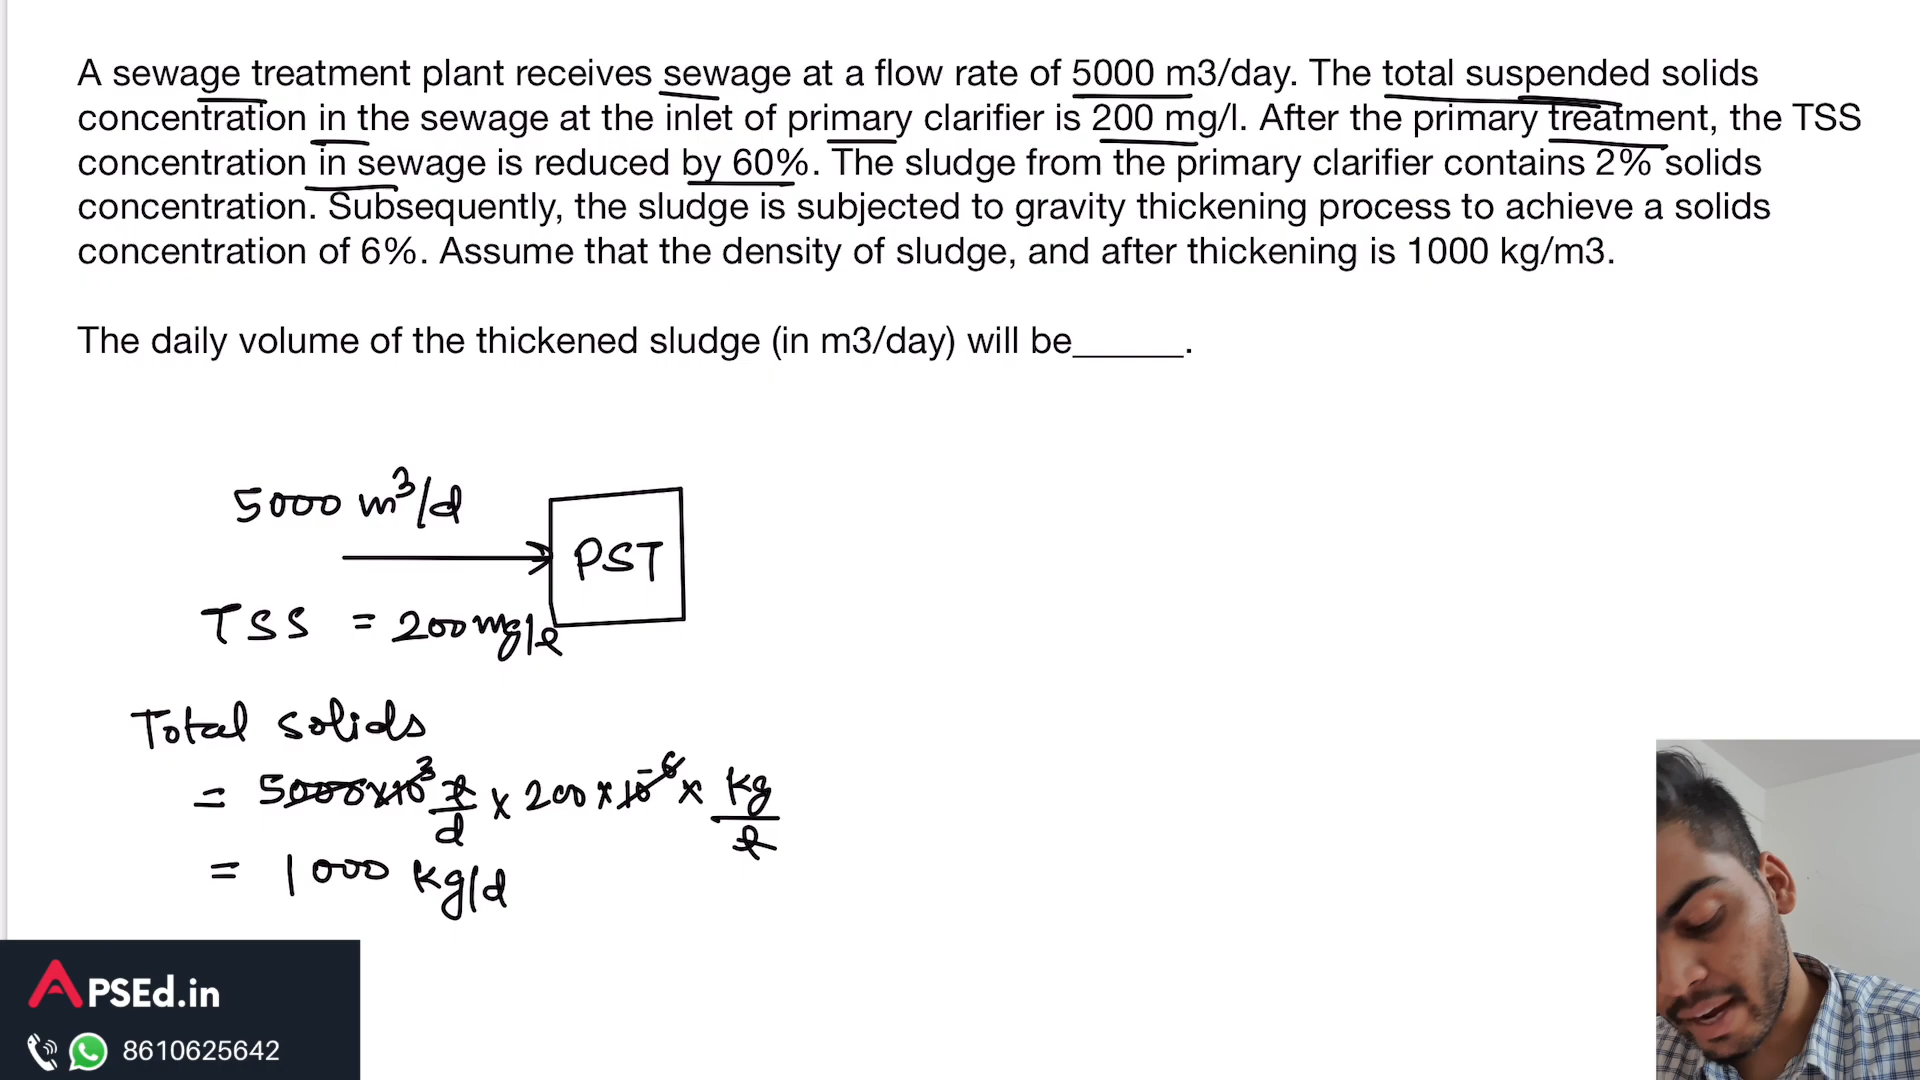 A sewage treatment plant receives sewage at a flow rate of 5000 m3/day. The total suspended solids
concentration in the sewage at the inlet of primary clarifier is 200 mg/l. After the primary treatment, the TSS
concentration in sewage is reduced by 60%. The sludge from the primary clarifier contains 2% solids
concentration. Subsequently, the sludge is subjected to gravity thickening process to achieve a solids
concentration of 6%. Assume that the density of sludge, and after thickening is 1000 kg/m3.
The daily volume of the thickened sludge (in m3/day) will be______.
5000 m³/d
PST
TSS = 200 mg/l
Total solids
= 5000×10³ l/d × 200 × 10⁻⁶ × kg/l
= 1000 kg/d
APSEd.in
8610625642